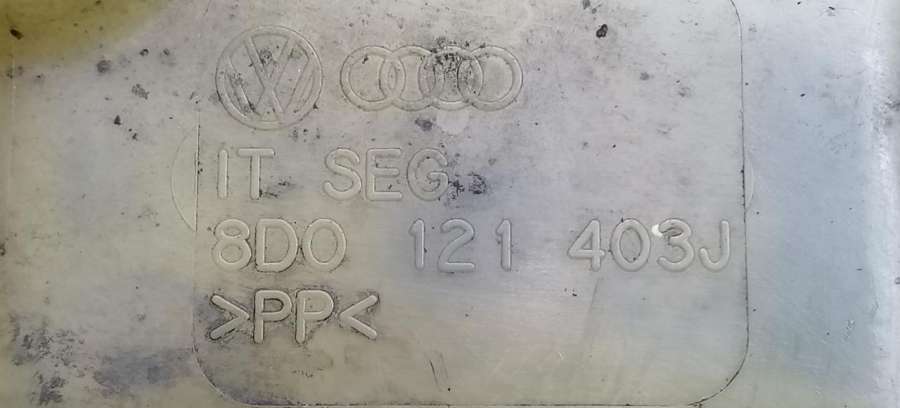 IT SEG
8D0 121 403J
>PP<